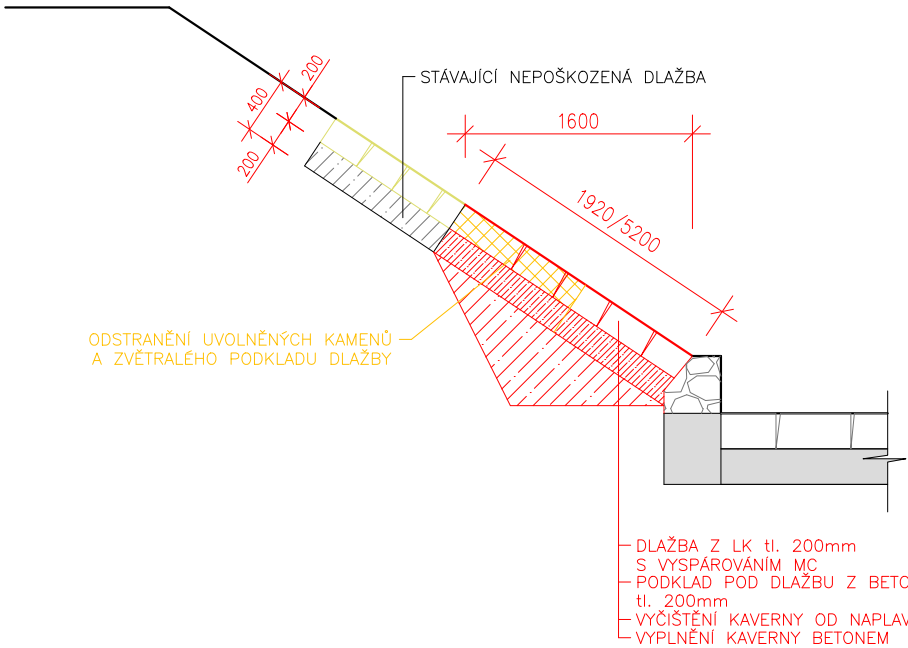 200
400
200
STÁVAJÍCÍ NEPOŠKOZENÁ DLAŽBA
1600
1920/5200
ODSTRANĚNÍ UVOLNĚNÝCH KAMENŮ
A ZVĚTRALÉHO PODKLADU DLAŽBY
DLAŽBA Z LK tl. 200mm
S VYSPÁROVÁNÍM MC
PODKLAD POD DLAŽBU Z BETO
tl. 200mm
VYČIŠTĚNÍ KAVERNY OD NAPLAV
VYPLNĚNÍ KAVERNY BETONEM